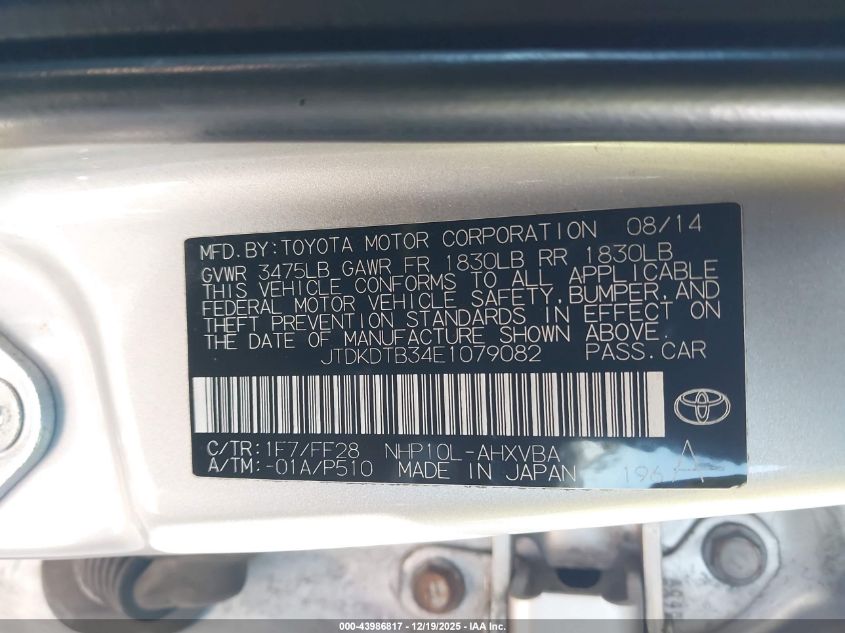 MFD.BY:TOYOTA MOTOR CORPORATION 08/14
GVWR 3475LB GAWR FR 1830LB RR 1830LB
THIS VEHICLE CONFORMS TO ALL APPLICABLE
FEDERAL MOTOR VEHICLE SAFETY,BUMPER,AND
THEFT PREVENTION STANDARDS IN EFFECT ON
THE DATE OF MANUFACTURE SHOWN ABOVE.
JTDKDTB34E1079082 PASS.CAR
C/TR:1F7/FF28 NHP10L-AHXVBA A
A/TM:-01A/P510 MADE IN JAPAN 196
000-43986817 - 12/19/2025 - IAA Inc.